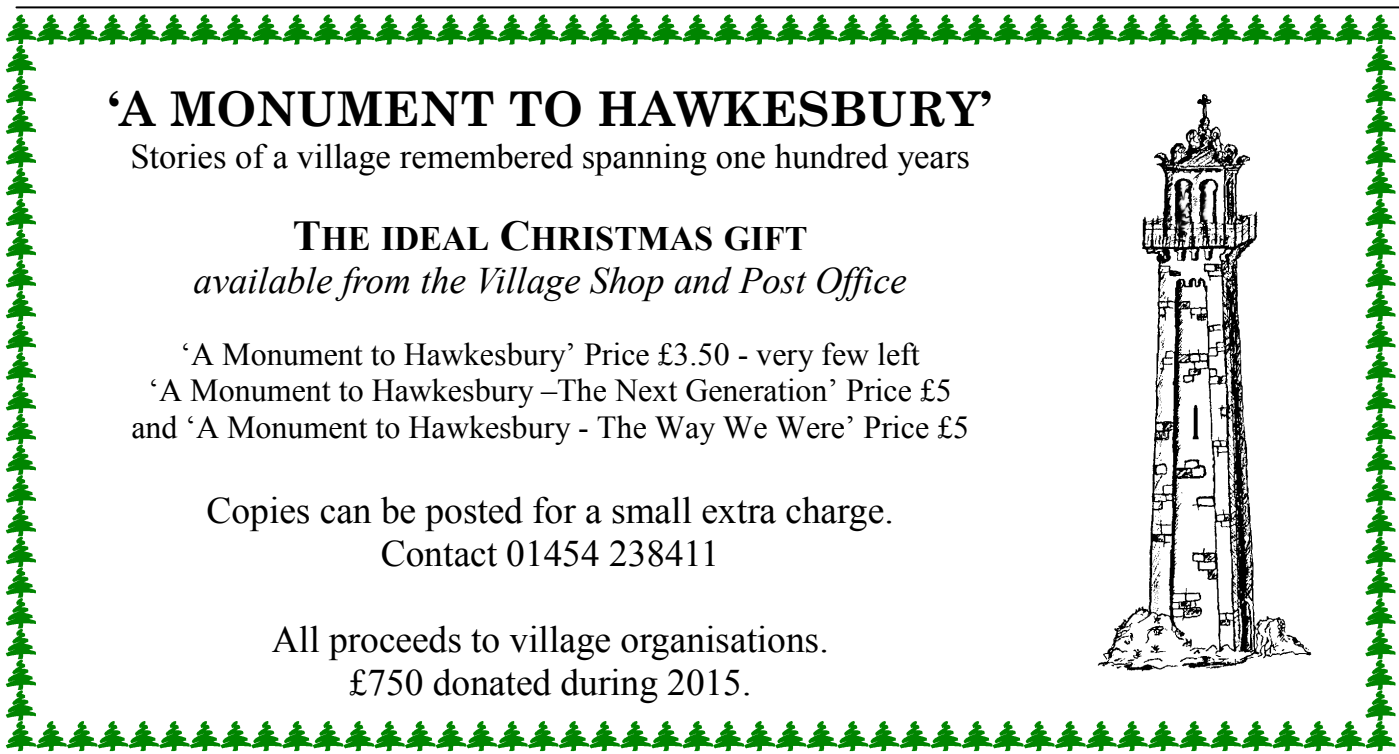 ‘A MONUMENT TO HAWKESBURY’
Stories of a village remembered spanning one hundred years
THE IDEAL CHRISTMAS GIFT
available from the Village Shop and Post Office
‘A Monument to Hawkesbury’ Price £3.50 - very few left
‘A Monument to Hawkesbury –The Next Generation’ Price £5
and ‘A Monument to Hawkesbury - The Way We Were’ Price £5
Copies can be posted for a small extra charge.
Contact 01454 238411
All proceeds to village organisations.
£750 donated during 2015.